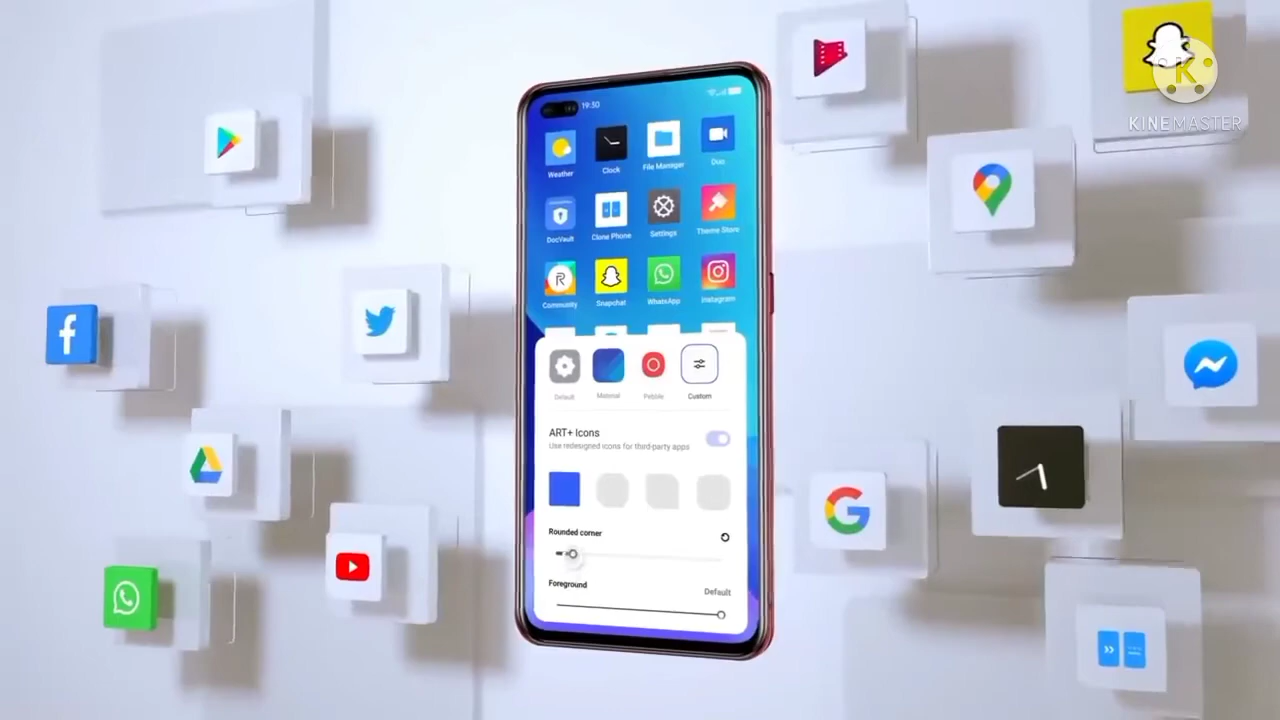 19:30
Weather
Clock
File Manager
Duo
DocVault
Clone Phone
Settings
Theme Store
Community
Snapchat
WhatsApp
Instagram
Default
Material
Pebble
Custom
ART+ Icons
Use redesigned icons for third-party apps
Rounded corner
Foreground
Default
K
KINEMASTER